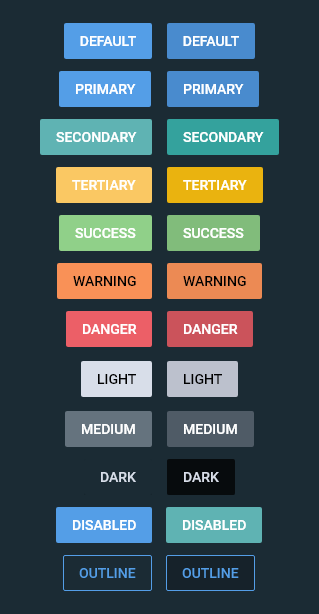 DEFAULT DEFAULT
PRIMARY PRIMARY
SECONDARY SECONDARY
TERTIARY TERTIARY
SUCCESS SUCCESS
WARNING WARNING
DANGER DANGER
LIGHT LIGHT
MEDIUM MEDIUM
DARK DARK
DISABLED DISABLED
OUTLINE OUTLINE